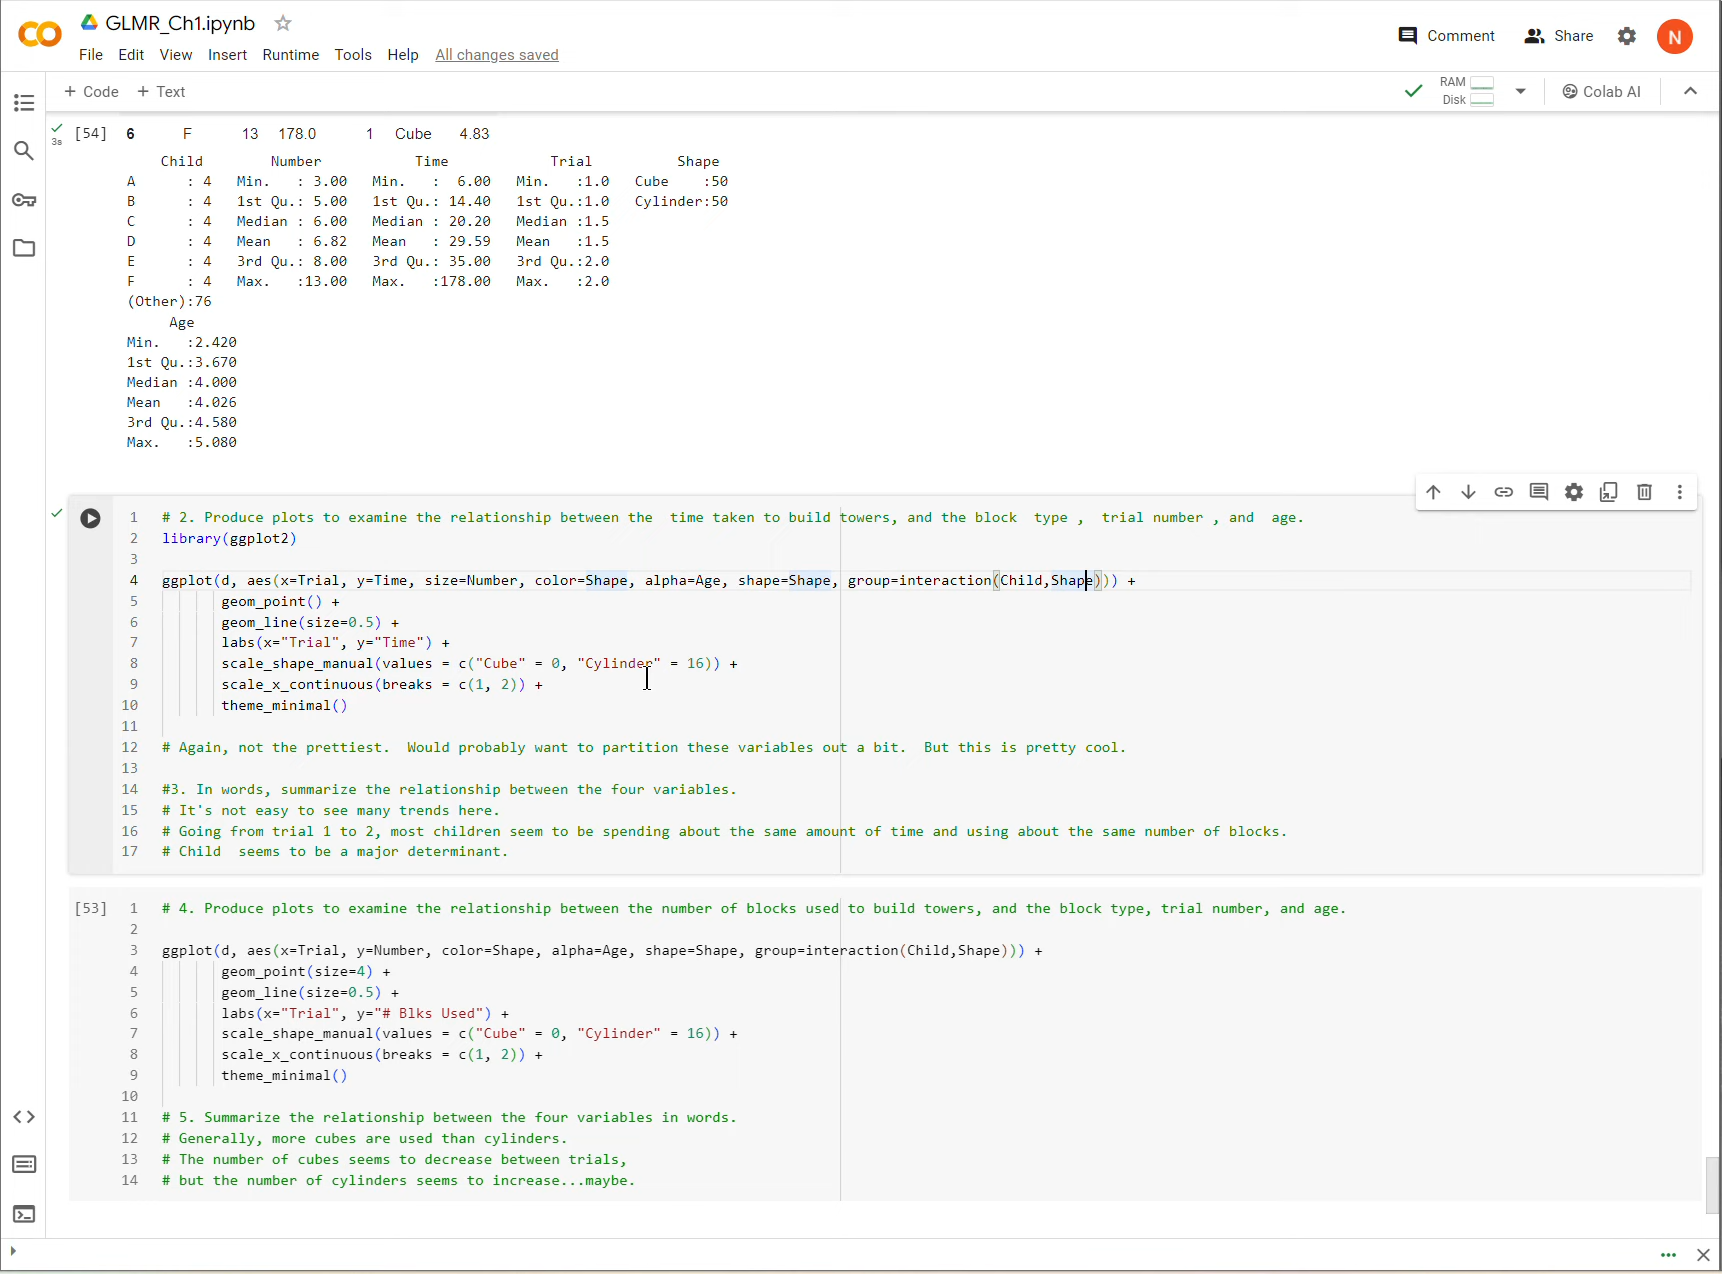 GLMR_Ch1.ipynb
File Edit View Insert Runtime Tools Help All changes saved
Comment Share N
+ Code + Text
RAM
Disk
Colab AI
3s
[54] 6 F 13 178.0 1 Cube 4.83
Child Number Time Trial Shape
A : 4 Min. : 3.00 Min. : 6.00 Min. :1.0 Cube :50
B : 4 1st Qu.: 5.00 1st Qu.: 14.40 1st Qu.:1.0 Cylinder:50
C : 4 Median : 6.00 Median : 20.20 Median :1.5
D : 4 Mean : 6.82 Mean : 29.59 Mean :1.5
E : 4 3rd Qu.: 8.00 3rd Qu.: 35.00 3rd Qu.:2.0
F : 4 Max. :13.00 Max. :178.00 Max. :2.0
(Other):76
Age
Min. :2.420
1st Qu.:3.670
Median :4.000
Mean :4.026
3rd Qu.:4.580
Max. :5.080
1 # 2. Produce plots to examine the relationship between the  time taken to build towers, and the block  type ,  trial number , and  age.
2 library(ggplot2)
3
4 ggplot(d, aes(x=Trial, y=Time, size=Number, color=Shape, alpha=Age, shape=Shape, group=interaction(Child,Shape))) +
5 geom_point() +
6 geom_line(size=0.5) +
7 labs(x="Trial", y="Time") +
8 scale_shape_manual(values = c("Cube" = 0, "Cylinder" = 16)) +
9 scale_x_continuous(breaks = c(1, 2)) +
10 theme_minimal()
11
12 # Again, not the prettiest.  Would probably want to partition these variables out a bit.  But this is pretty cool.
13
14 #3. In words, summarize the relationship between the four variables.
15 # It's not easy to see many trends here.
16 # Going from trial 1 to 2, most children seem to be spending about the same amount of time and using about the same number of blocks.
17 # Child  seems to be a major determinant.
[53] 1 # 4. Produce plots to examine the relationship between the number of blocks used to build towers, and the block type, trial number, and age.
2
3 ggplot(d, aes(x=Trial, y=Number, color=Shape, alpha=Age, shape=Shape, group=interaction(Child,Shape))) +
4 geom_point(size=4) +
5 geom_line(size=0.5) +
6 labs(x="Trial", y="# Blks Used") +
7 scale_shape_manual(values = c("Cube" = 0, "Cylinder" = 16)) +
8 scale_x_continuous(breaks = c(1, 2)) +
9 theme_minimal()
10
11 # 5. Summarize the relationship between the four variables in words.
12 # Generally, more cubes are used than cylinders.
13 # The number of cubes seems to decrease between trials,
14 # but the number of cylinders seems to increase...maybe.